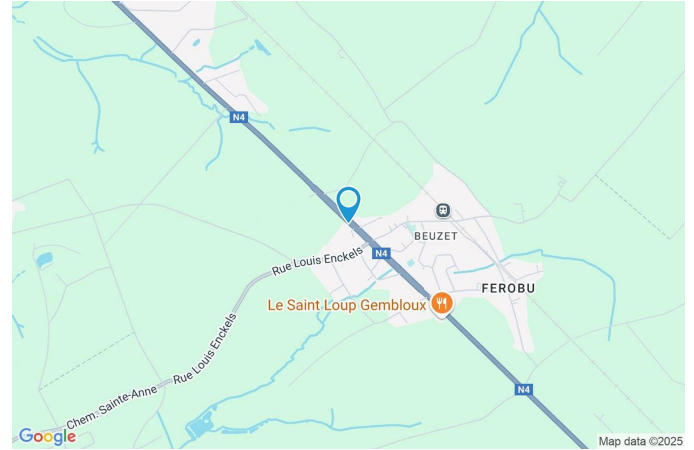 N4
BEUZET
N4
Rue Louis Enckels
FEROBU
Le Saint Loup Gembloux
Rue Louis Enckels
N4
Chem. Sainte-Anne
Google
Map data ©2025